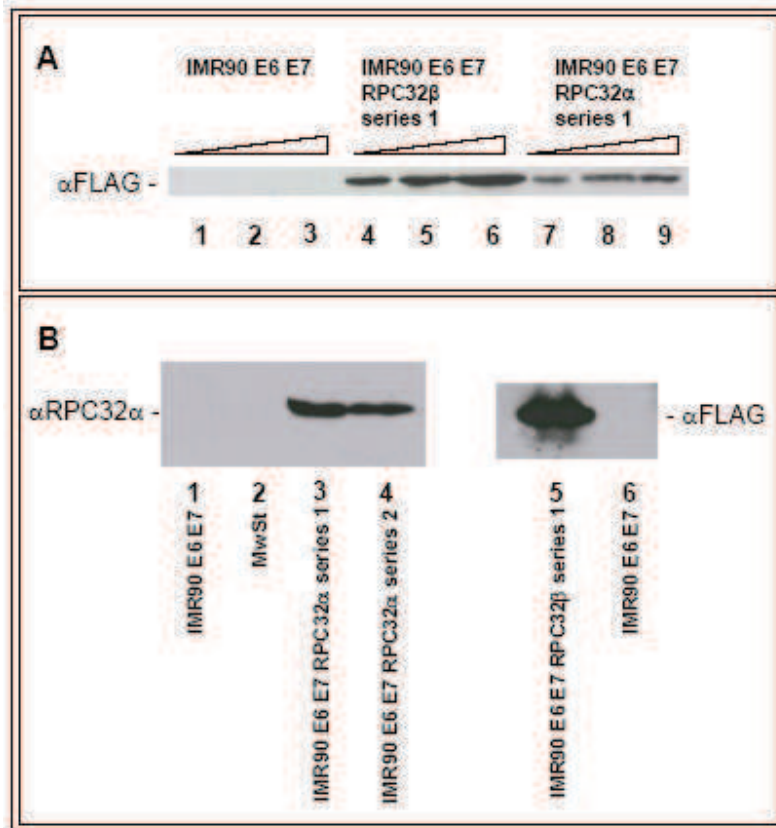 A
IMR90 E6 E7
IMR90 E6 E7
RPC32β
series 1
IMR90 E6 E7
RPC32α
series 1
αFLAG -
1 2 3 4 5 6 7 8 9
B
αRPC32α -
- αFLAG
1 2 3 4 5 6
IMR90 E6 E7
MwSt
IMR90 E6 E7 RPC32α series 1
IMR90 E6 E7 RPC32α series 2
IMR90 E6 E7 RPC32β series 1
IMR90 E6 E7